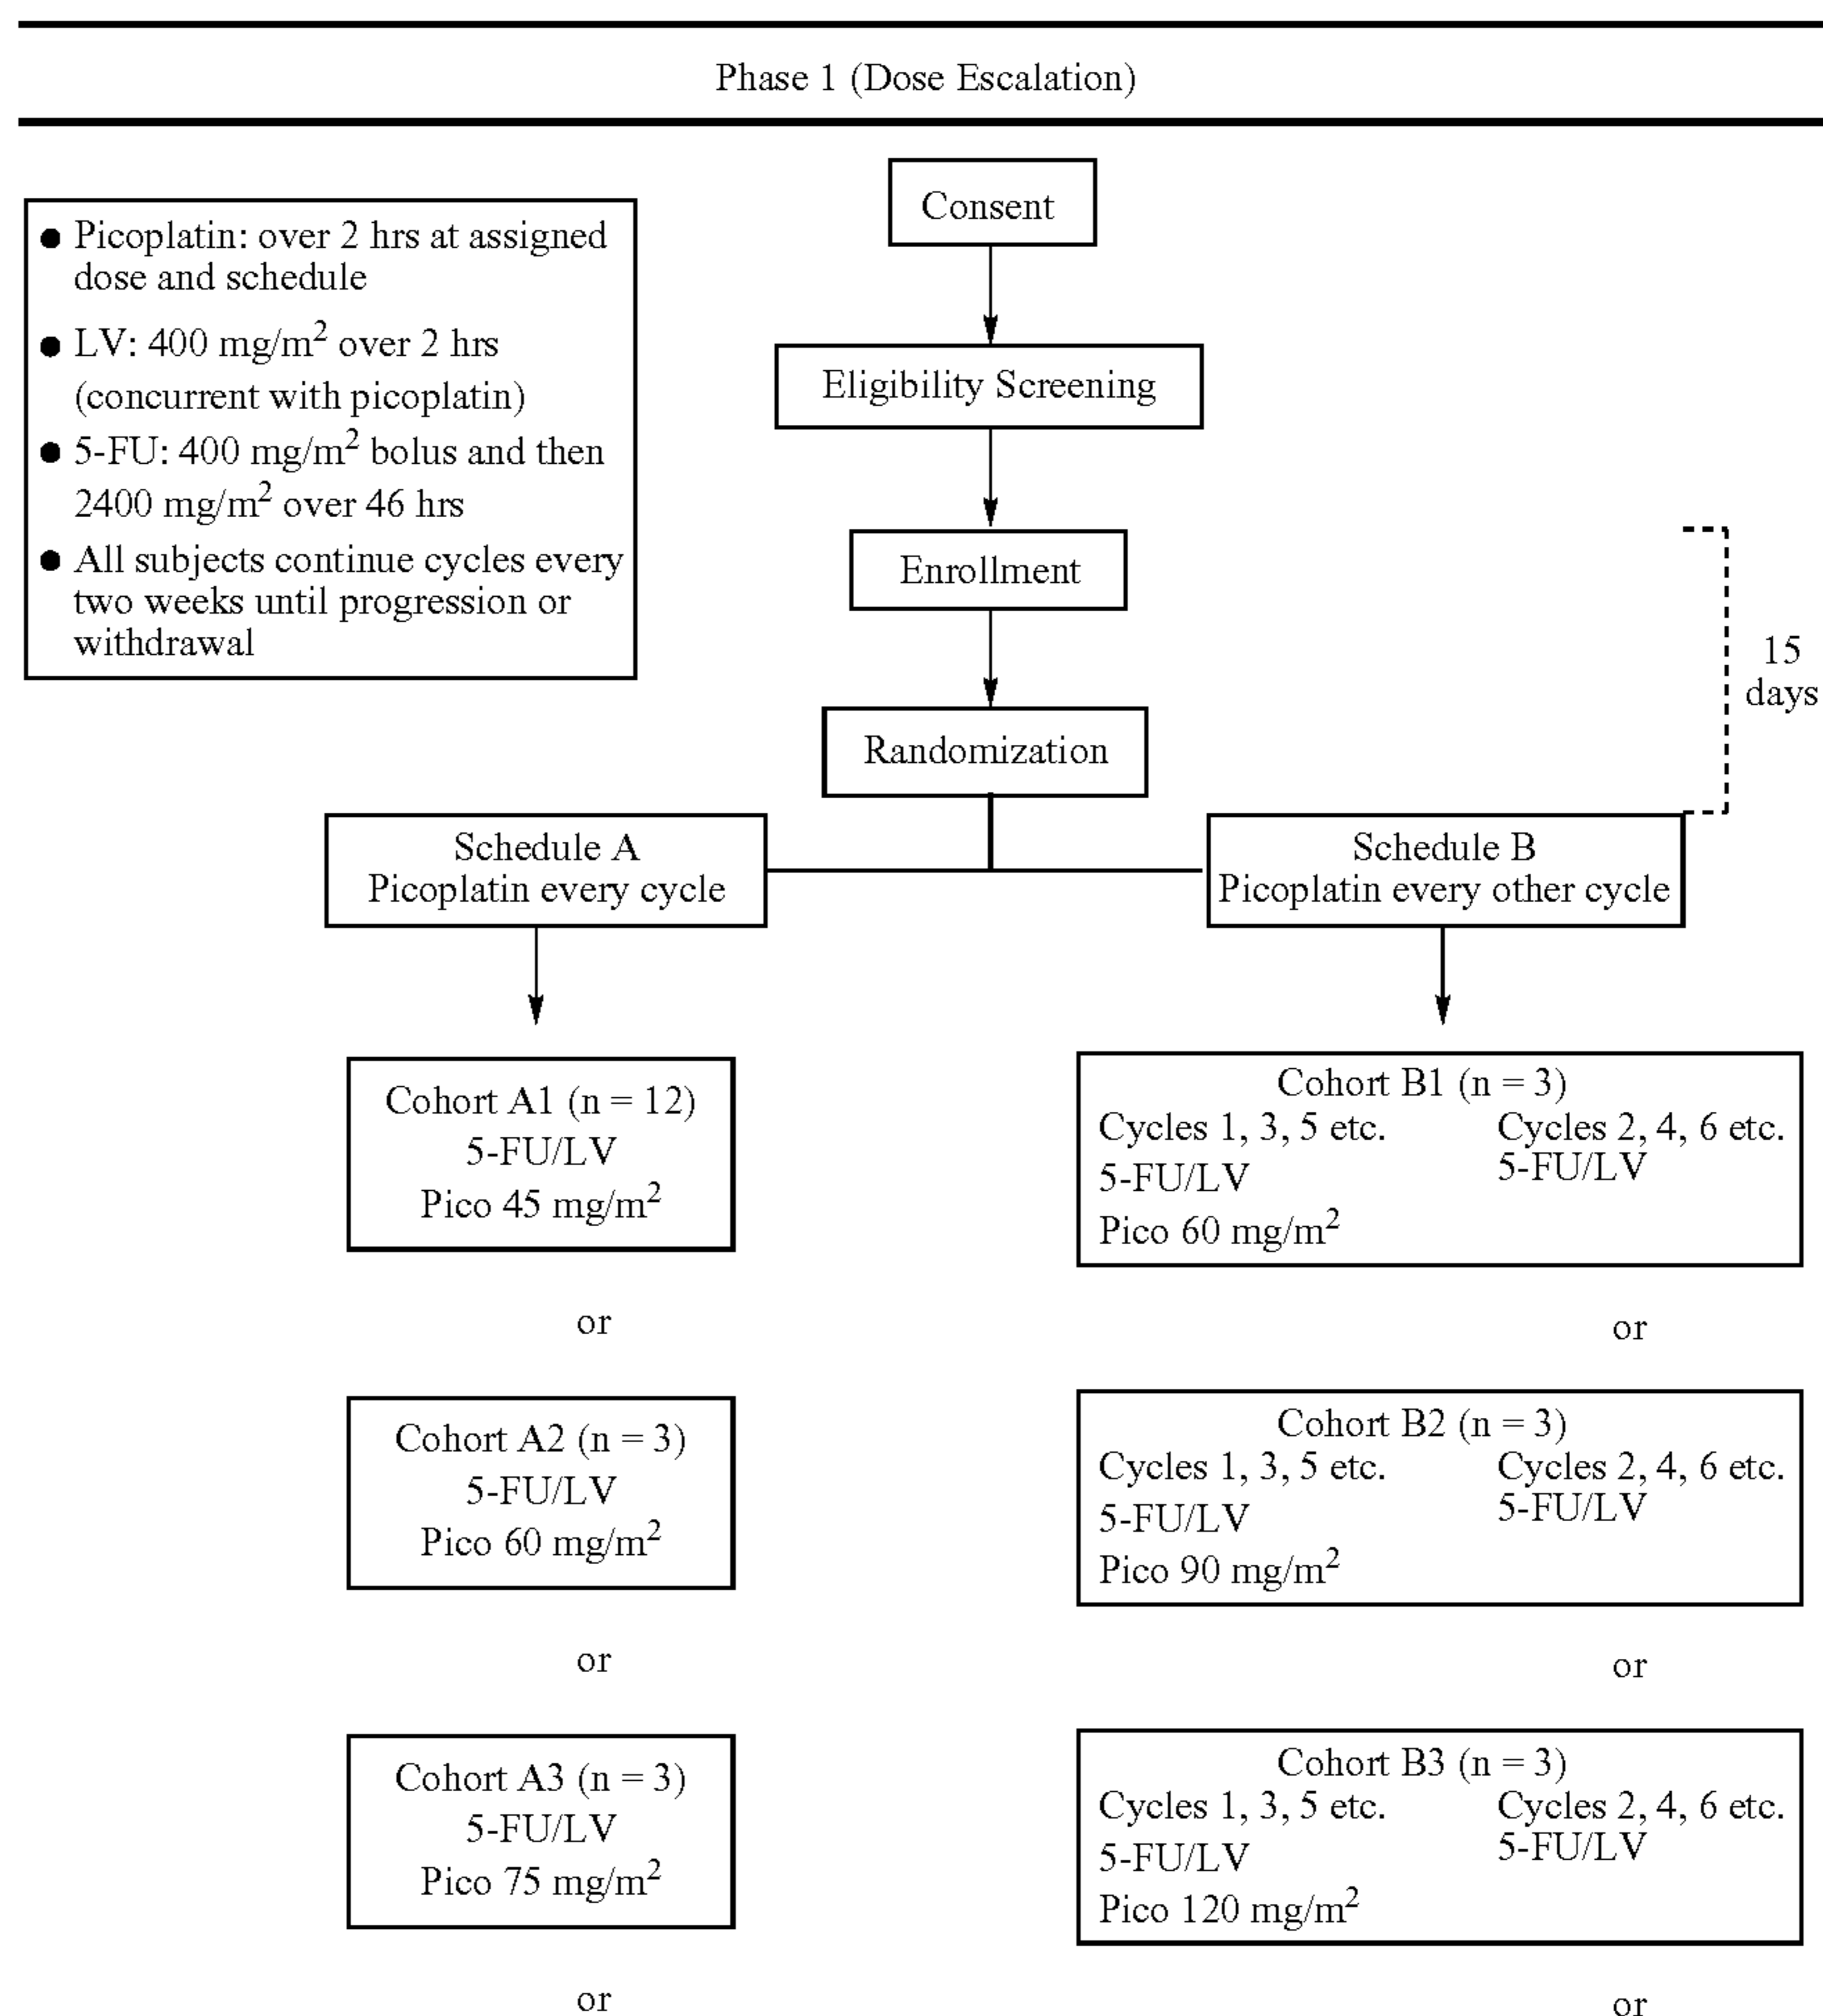 Phase 1 (Dose Escalation)
● Picoplatin: over 2 hrs at assigned
dose and schedule
● LV: 400 mg/m² over 2 hrs
(concurrent with picoplatin)
● 5-FU: 400 mg/m² bolus and then
2400 mg/m² over 46 hrs
● All subjects continue cycles every
two weeks until progression or
withdrawal
Consent
Eligibility Screening
Enrollment
Randomization
15
days
Schedule A
Picoplatin every cycle
Schedule B
Picoplatin every other cycle
Cohort A1 (n = 12)
5-FU/LV
Pico 45 mg/m²
or
Cohort A2 (n = 3)
5-FU/LV
Pico 60 mg/m²
or
Cohort A3 (n = 3)
5-FU/LV
Pico 75 mg/m²
or
Cohort B1 (n = 3)
Cycles 1, 3, 5 etc.
5-FU/LV
Pico 60 mg/m²
Cycles 2, 4, 6 etc.
5-FU/LV
or
Cohort B2 (n = 3)
Cycles 1, 3, 5 etc.
5-FU/LV
Pico 90 mg/m²
Cycles 2, 4, 6 etc.
5-FU/LV
or
Cohort B3 (n = 3)
Cycles 1, 3, 5 etc.
5-FU/LV
Pico 120 mg/m²
Cycles 2, 4, 6 etc.
5-FU/LV
or